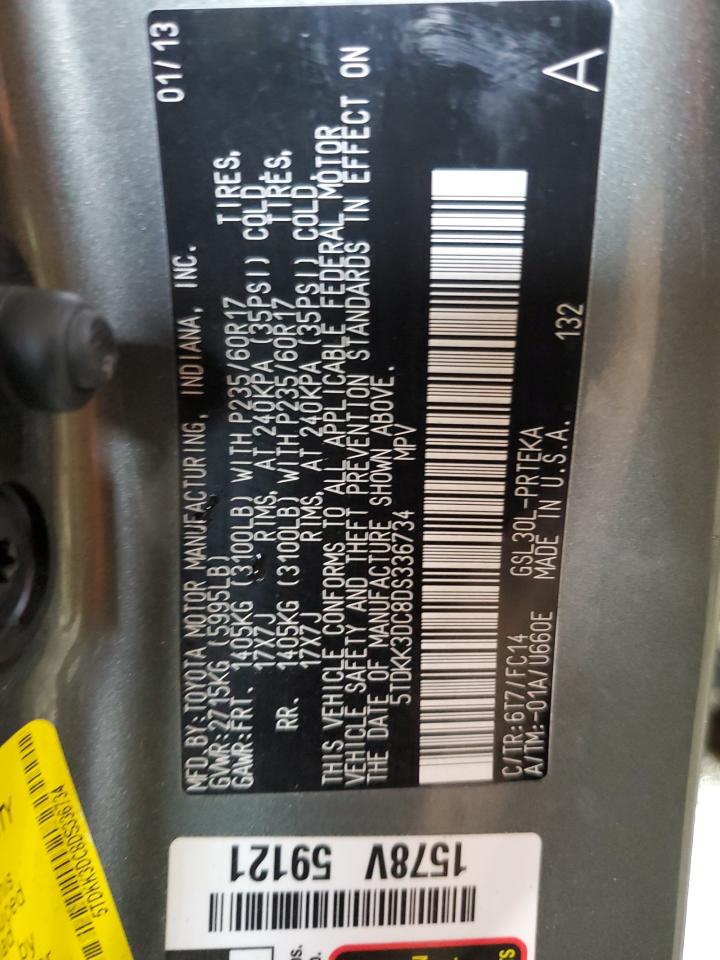 MFD BY:TOYOTA MOTOR MANUFACTURING, INDIANA, INC. 01/13
GVWR:2715KG (5995LB)
GAWR:FRT. 1405KG (3100LB) WITH P235/60R17 TIRES,
17X7J RIMS, AT 240KPA (35PSI) COLD.
RR. 1405KG (3100LB) WITH P235/60R17 TIRES,
17X7J RIMS, AT 240KPA (35PSI) COLD.
THIS VEHICLE CONFORMS TO ALL APPLICABLE FEDERAL MOTOR
VEHICLE SAFETY AND THEFT PREVENTION STANDARDS IN EFFECT ON
THE DATE OF MANUFACTURE SHOWN ABOVE.
5TDKK3DC8DS336734 MPV
C/TR:6T7/FC14 GSL30L-PRTEKA 132
A/TM:-01A/U660E MADE IN U.S.A.
A
1578V
59121
5TDKK3DC8DS336734